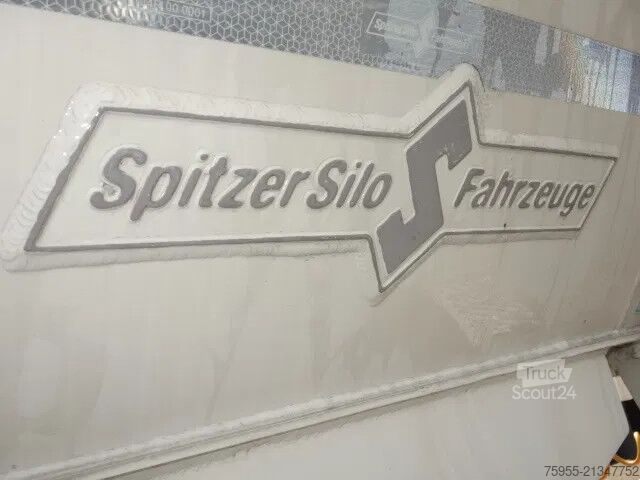 SpitzerSilo Fahrzeuge
Truck
Scout24
75955-21347752